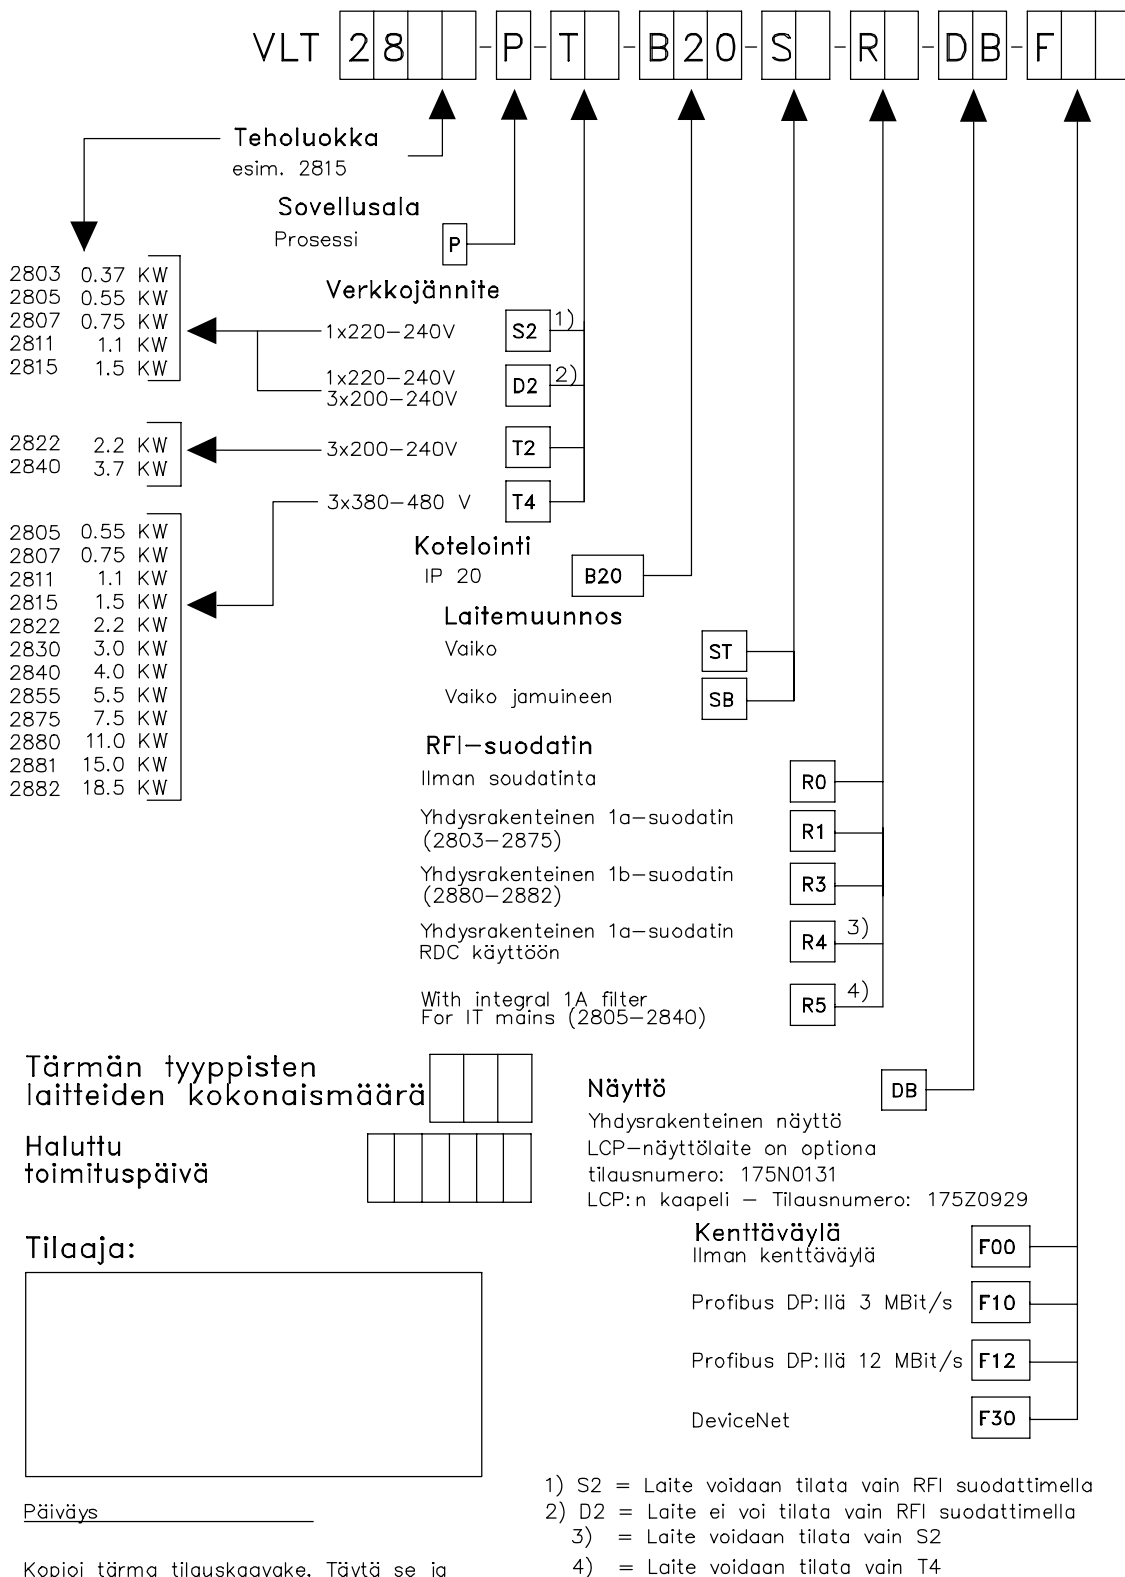 VLT 28 - P - T - B20 - S - R - DB - F
Teholuokka
esim. 2815
Sovellusala
Prosessi P
2803 0.37 KW
2805 0.55 KW
2807 0.75 KW
2811 1.1 KW
2815 1.5 KW
Verkkojännite
1x220-240V S2 1)
1x220-240V
3x200-240V D2 2)
2822 2.2 KW
2840 3.7 KW
3x200-240V T2
3x380-480 V T4
2805 0.55 KW
2807 0.75 KW
2811 1.1 KW
2815 1.5 KW
2822 2.2 KW
2830 3.0 KW
2840 4.0 KW
2855 5.5 KW
2875 7.5 KW
2880 11.0 KW
2881 15.0 KW
2882 18.5 KW
Kotelointi
IP 20 B20
Laitemuunnos
Vaiko ST
Vaiko jamuineen SB
RFI-suodatin
Ilman soudatinta R0
Yhdysrakenteinen 1a-suodatin
(2803-2875) R1
Yhdysrakenteinen 1b-suodatin
(2880-2882) R3
Yhdysrakenteinen 1a-suodatin
RDC käyttöön R4 3)
With integral 1A filter
For IT mains (2805-2840) R5 4)
Tärmän tyyppisten
laitteiden kokonaismäärä
Haluttu
toimituspäivä
Näyttö DB
Yhdysrakenteinen näyttö
LCP-näyttölaite on optiona
tilausnumero: 175N0131
LCP:n kaapeli - Tilausnumero: 175Z0929
Tilaaja:
Kenttäväylä
Ilman kenttäväylä F00
Profibus DP:llä 3 MBit/s F10
Profibus DP:llä 12 MBit/s F12
DeviceNet F30
Päiväys
1) S2 = Laite voidaan tilata vain RFI suodattimella
2) D2 = Laite ei voi tilata vain RFI suodattimella
3) = Laite voidaan tilata vain S2
4) = Laite voidaan tilata vain T4
Kopioi tärma tilauskaavake. Täytä se ja